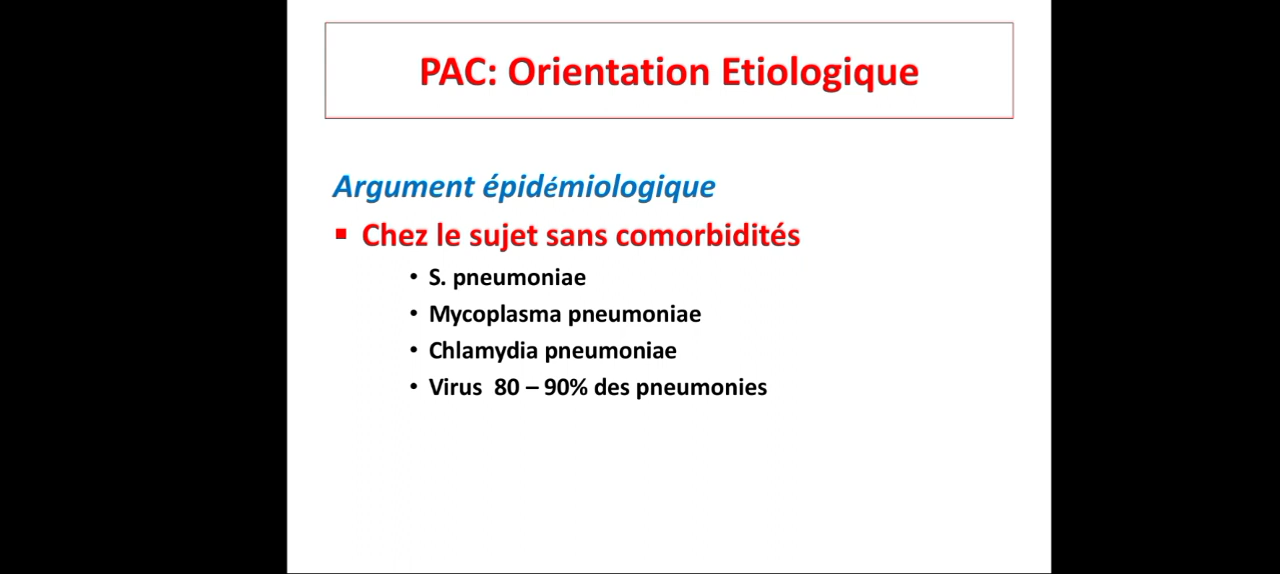 PAC: Orientation Etiologique
Argument épidémiologique
▪ Chez le sujet sans comorbidités
• S. pneumoniae
• Mycoplasma pneumoniae
• Chlamydia pneumoniae
• Virus 80 – 90% des pneumonies